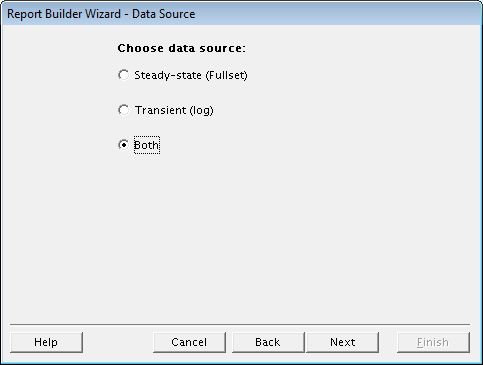 Report Builder Wizard - Data Source
Choose data source:
Steady-state (Fullset)
Transient (log)
Both
Help Cancel Back Next Finish